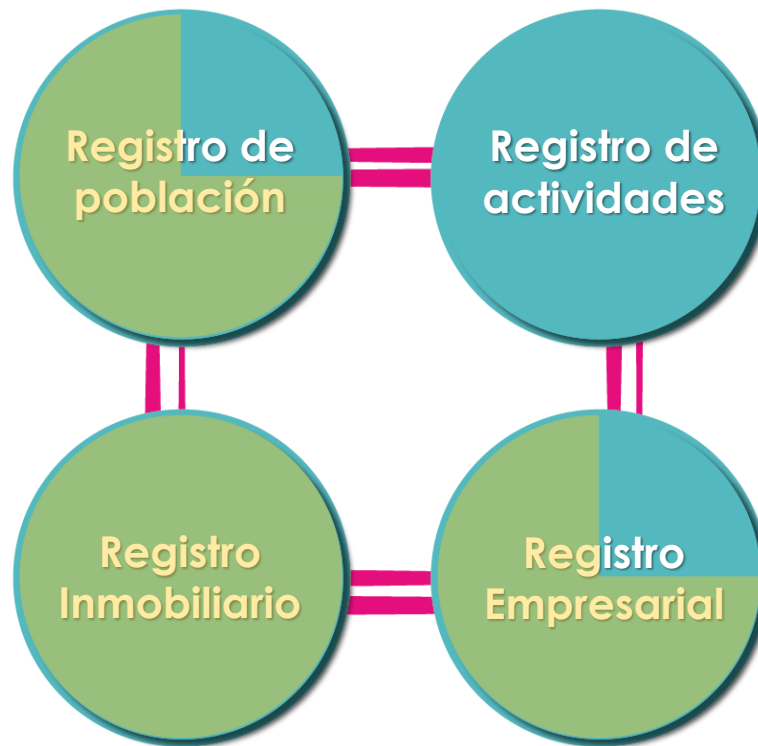 Registro de
población
Registro de
actividades
Registro
Inmobiliario
Registro
Empresarial